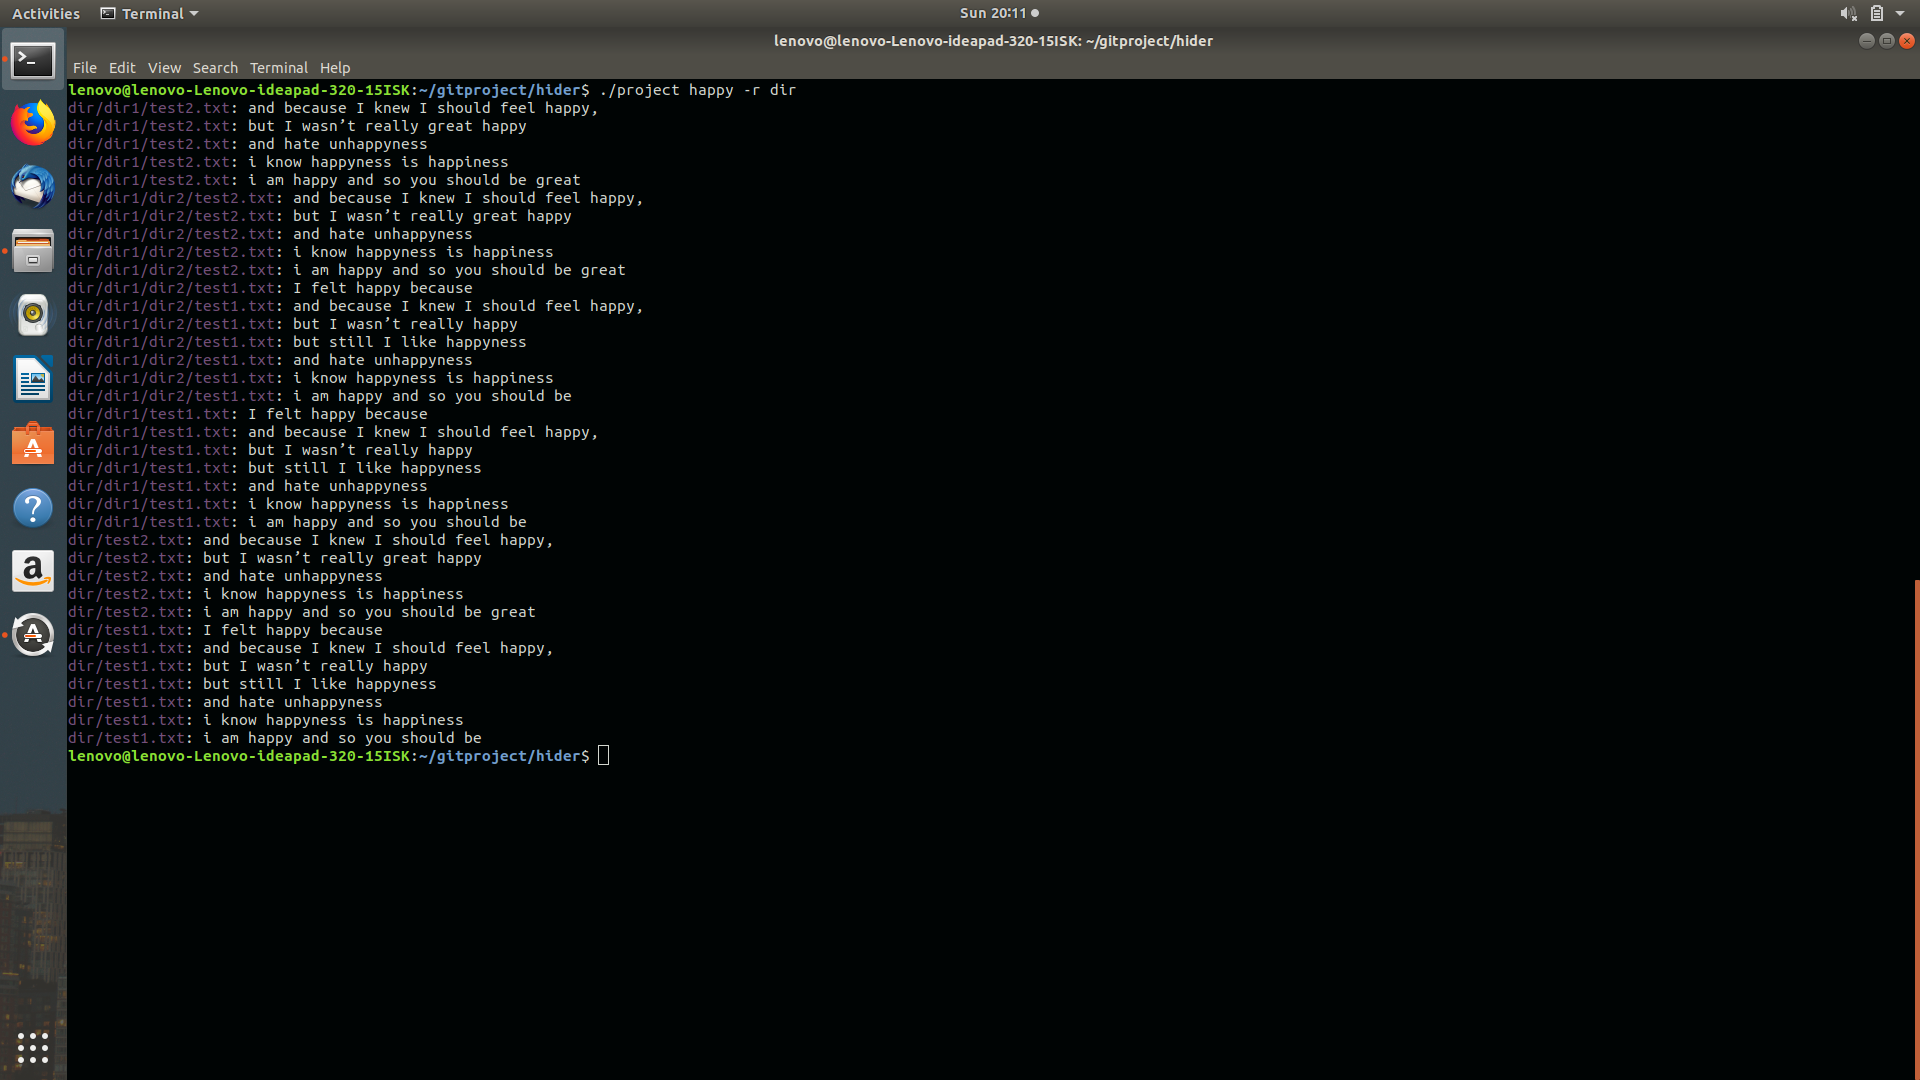 Activities Terminal Sun 20:11
lenovo@lenovo-Lenovo-ideapad-320-15ISK: ~/gitproject/hider
File Edit View Search Terminal Help
lenovo@lenovo-Lenovo-ideapad-320-15ISK:~/gitproject/hider$ ./project happy -r dir
dir/dir1/test2.txt: and because I knew I should feel happy,
dir/dir1/test2.txt: but I wasn’t really great happy
dir/dir1/test2.txt: and hate unhappyness
dir/dir1/test2.txt: i know happyness is happiness
dir/dir1/test2.txt: i am happy and so you should be great
dir/dir1/dir2/test2.txt: and because I knew I should feel happy,
dir/dir1/dir2/test2.txt: but I wasn’t really great happy
dir/dir1/dir2/test2.txt: and hate unhappyness
dir/dir1/dir2/test2.txt: i know happyness is happiness
dir/dir1/dir2/test2.txt: i am happy and so you should be great
dir/dir1/dir2/test1.txt: I felt happy because
dir/dir1/dir2/test1.txt: and because I knew I should feel happy,
dir/dir1/dir2/test1.txt: but I wasn’t really happy
dir/dir1/dir2/test1.txt: but still I like happyness
dir/dir1/dir2/test1.txt: and hate unhappyness
dir/dir1/dir2/test1.txt: i know happyness is happiness
dir/dir1/dir2/test1.txt: i am happy and so you should be
dir/dir1/test1.txt: I felt happy because
dir/dir1/test1.txt: and because I knew I should feel happy,
dir/dir1/test1.txt: but I wasn’t really happy
dir/dir1/test1.txt: but still I like happyness
dir/dir1/test1.txt: and hate unhappyness
dir/dir1/test1.txt: i know happyness is happiness
dir/dir1/test1.txt: i am happy and so you should be
dir/test2.txt: and because I knew I should feel happy,
dir/test2.txt: but I wasn’t really great happy
dir/test2.txt: and hate unhappyness
dir/test2.txt: i know happyness is happiness
dir/test2.txt: i am happy and so you should be great
dir/test1.txt: I felt happy because
dir/test1.txt: and because I knew I should feel happy,
dir/test1.txt: but I wasn’t really happy
dir/test1.txt: but still I like happyness
dir/test1.txt: and hate unhappyness
dir/test1.txt: i know happyness is happiness
dir/test1.txt: i am happy and so you should be
lenovo@lenovo-Lenovo-ideapad-320-15ISK:~/gitproject/hider$